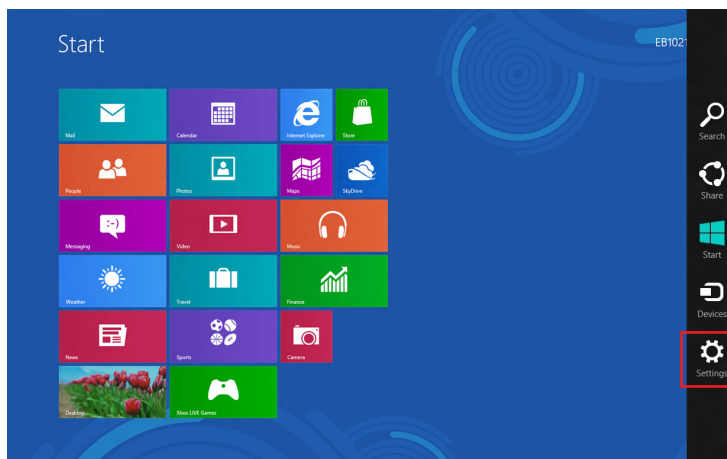 Start
EB1021
Mail
Calendar
Internet Explorer
Store
People
Photos
Maps
SkyDrive
Messaging
:-)
Video
Music
Weather
Travel
Finance
News
Sports
Camera
Desktop
Xbox LIVE Games
Search
Share
Start
Devices
Settings